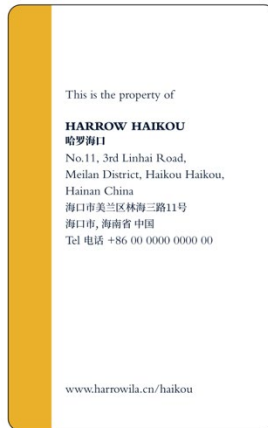 This is the property of
HARROW HAIKOU
哈罗海口
No.11, 3rd Linhai Road,
Meilan District, Haikou Haikou,
Hainan China
海口市美兰区林海三路11号
海口市, 海南省 中国
Tel 电话 +86 00 0000 0000 00
www.harrowila.cn/haikou